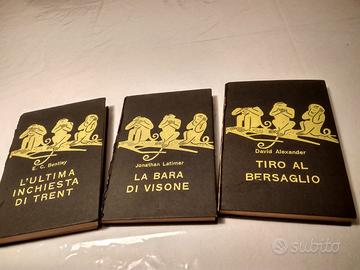 E. C. Bentley
L'ULTIMA
INCHIESTA
DI TRENT
Jonathan Latimer
LA BARA
DI VISONE
David Alexander
TIRO AL
BERSAGLIO
subito